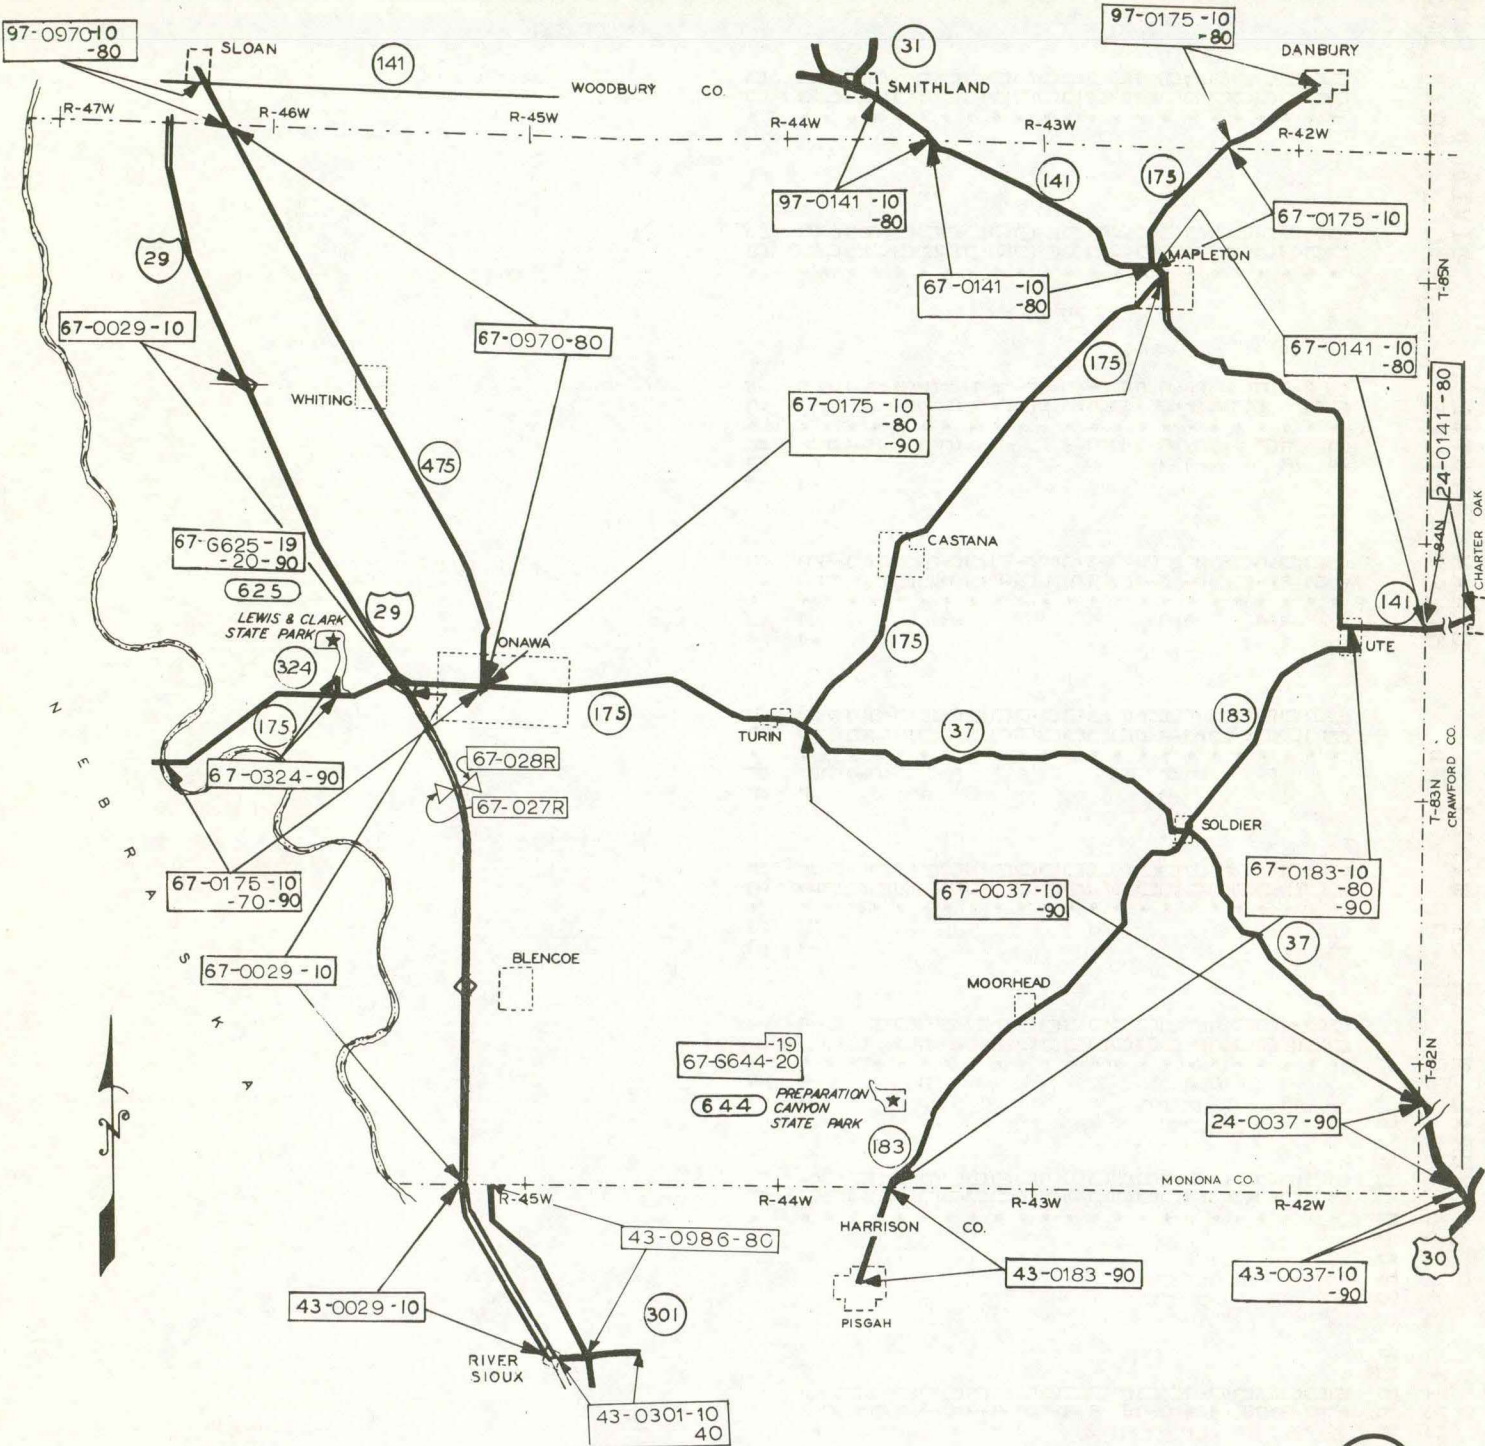 97-0970-10
-80
SLOAN
141
31
97-0175-10
-80
DANBURY
WOODBURY CO.
SMITHLAND
R-47W
R-46W
R-45W
R-44W
R-43W
R-42W
141
175
97-0141 -10
-80
67-0175-10
29
MAPLETON
67-0141 -10
-80
T-85N
67-0029-10
67-0970-80
67-0141 -10
-80
175
24-0141-80
WHITING
67-0175 -10
-80
-90
475
67-G625-19
-20-90
CASTANA
T-84N
CHARTER OAK
625
29
141
LEWIS & CLARK
STATE PARK
ONAWA
175
UTE
324
175
175
TURIN
37
183
NEBRASKA
67-0324-90
67-028R
67-027R
CRAWFORD CO.
T-83N
SOLDIER
67-0175-10
-70-90
67-0037-10
-90
67-0183-10
-80
-90
37
67-0029 -10
BLENCOE
MOORHEAD
-19
67-G644-20
T-82N
644
PREPARATION
CANYON
STATE PARK
N
183
24-0037-90
R-45W
R-44W
R-43W
MONONA CO.
R-42W
HARRISON CO.
43-0986-80
43-0183 -90
43-0037-10
-90
30
43-0029-10
301
PISGAH
RIVER
SIOUX
43-0301-10
40